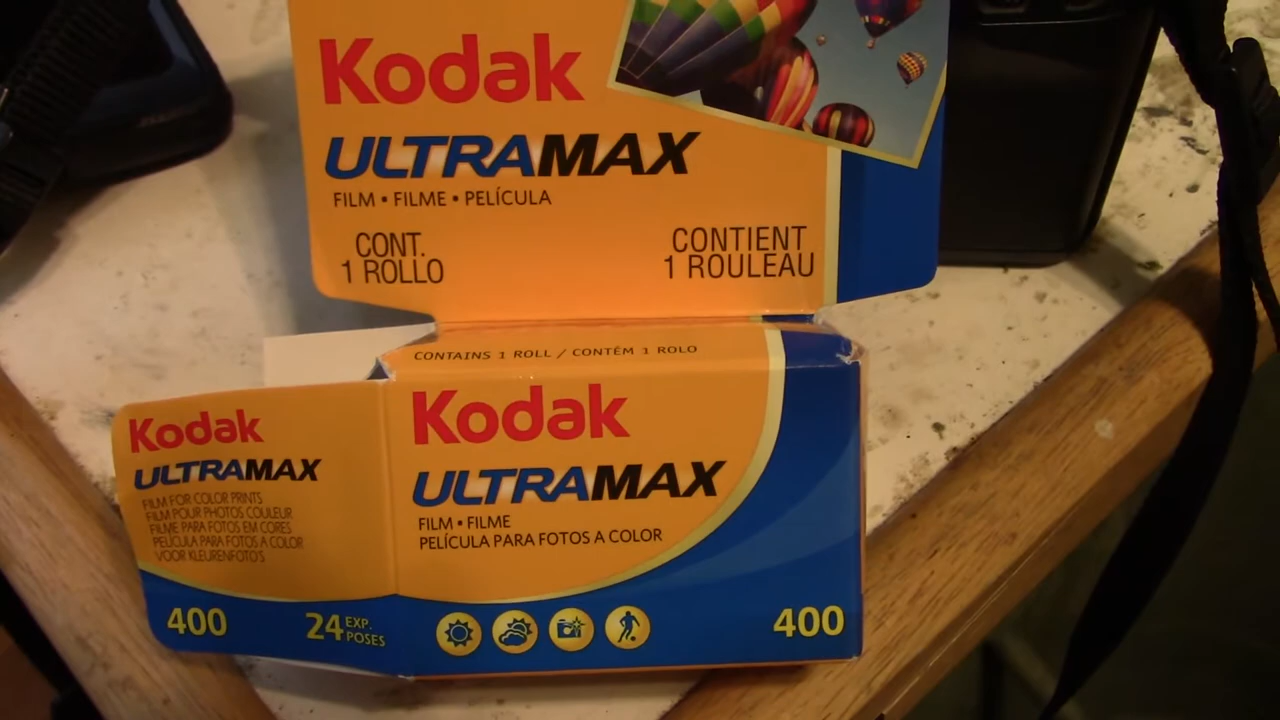 Kodak
ULTRAMAX
FILM • FILME • PELÍCULA
CONT.
1 ROLLO
CONTIENT
1 ROULEAU
CONTAINS 1 ROLL / CONTÉM 1 ROLO
Kodak
ULTRAMAX
FILM • FILME
PELÍCULA PARA FOTOS A COLOR
400
Kodak
ULTRAMAX
FILM FOR COLOR PRINTS
FILM POUR PHOTOS COULEUR
FILME PARA FOTOS EM CORES
PELÍCULA PARA FOTOS A COLOR
VOOR KLEURENFOTO'S
400
24 EXP.
POSES